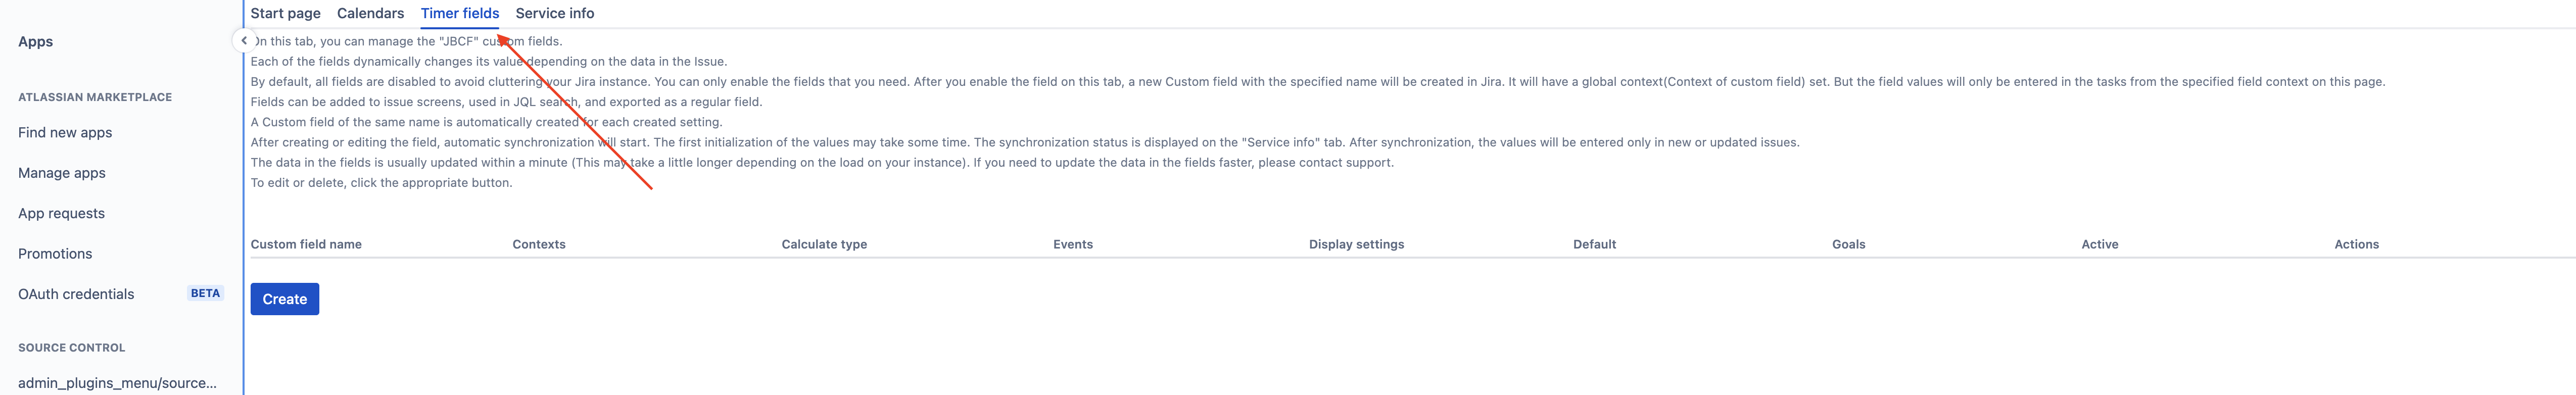 Start page Calendars Timer fields Service info
Apps
On this tab, you can manage the "JBCF" custom fields.
Each of the fields dynamically changes its value depending on the data in the Issue.
By default, all fields are disabled to avoid cluttering your Jira instance. You can only enable the fields that you need. After you enable the field on this tab, a new Custom field with the specified name will be created in Jira. It will have a global context(Context of custom field) set. But the field values will only be entered in the tasks from the specified field context on this page.
Fields can be added to issue screens, used in JQL search, and exported as a regular field.
A Custom field of the same name is automatically created for each created setting.
After creating or editing the field, automatic synchronization will start. The first initialization of the values may take some time. The synchronization status is displayed on the "Service info" tab. After synchronization, the values will be entered only in new or updated issues.
The data in the fields is usually updated within a minute (This may take a little longer depending on the load on your instance). If you need to update the data in the fields faster, please contact support.
To edit or delete, click the appropriate button.
ATLASSIAN MARKETPLACE
Find new apps
Manage apps
App requests
Promotions
OAuth credentials BETA
SOURCE CONTROL
admin_plugins_menu/source...
Custom field name Contexts Calculate type Events Display settings Default Goals Active Actions
Create